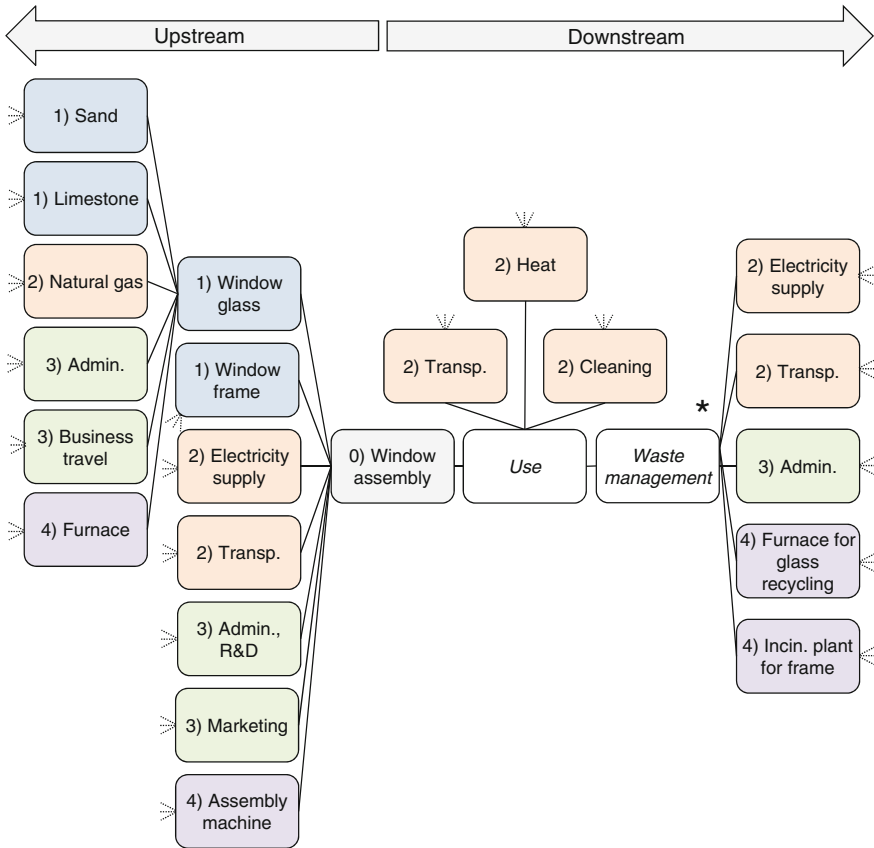 Upstream
Downstream
1) Sand
1) Limestone
2) Natural gas
3) Admin.
3) Business
travel
4) Furnace
1) Window
glass
1) Window
frame
2) Electricity
supply
2) Transp.
3) Admin.,
R&D
3) Marketing
4) Assembly
machine
0) Window
assembly
2) Heat
2) Transp.
2) Cleaning
Use
*
Waste
management
2) Electricity
supply
2) Transp.
3) Admin.
4) Furnace for
glass
recycling
4) Incin. plant
for frame